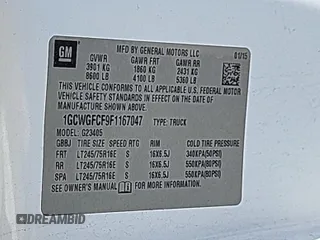 GM
MFD BY GENERAL MOTORS LLC 01/15
GVWR GAWR FRT GAWR RR
3901 KG 1860 KG 2431 KG
8600 LB 4100 LB 5360 LB
THIS VEHICLE CONFORMS TO ALL APPLICABLE U.S. FEDERAL MOTOR VEHICLE SAFETY STANDARDS IN EFFECT ON THE DATE OF MANUFACTURE SHOWN ABOVE.
1GCWGFCF9F1167047 TYPE: TRUCK
MODEL: G23405
GBBJ TIRE SIZE SPEED RTG RIM COLD TIRE PRESSURE
FRT LT245/75R16E 16X6.5J 340KPA(50PSI)
RR LT245/75R16E 16X6.5J 550KPA(80PSI)
SPA LT245/75R16E 16X6.5J 550KPA(80PSI)
SEE OWNER'S MANUAL FOR MORE INFORMATION.
DREAMBID